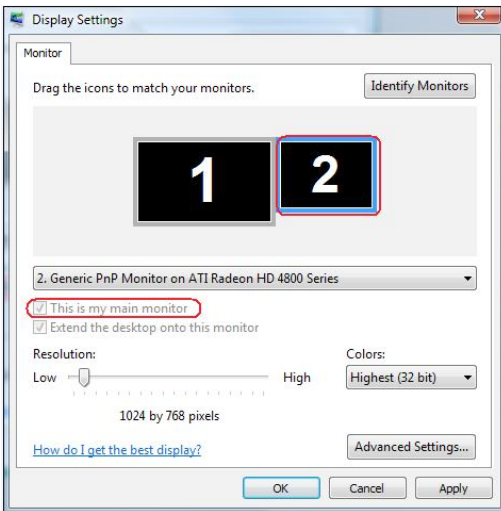 Display Settings
Monitor
Drag the icons to match your monitors.
Identify Monitors
1
2
2. Generic PnP Monitor on ATI Radeon HD 4800 Series
This is my main monitor
Extend the desktop onto this monitor
Resolution:
Colors:
Low
High
Highest (32 bit)
1024 by 768 pixels
How do I get the best display?
Advanced Settings...
OK
Cancel
Apply